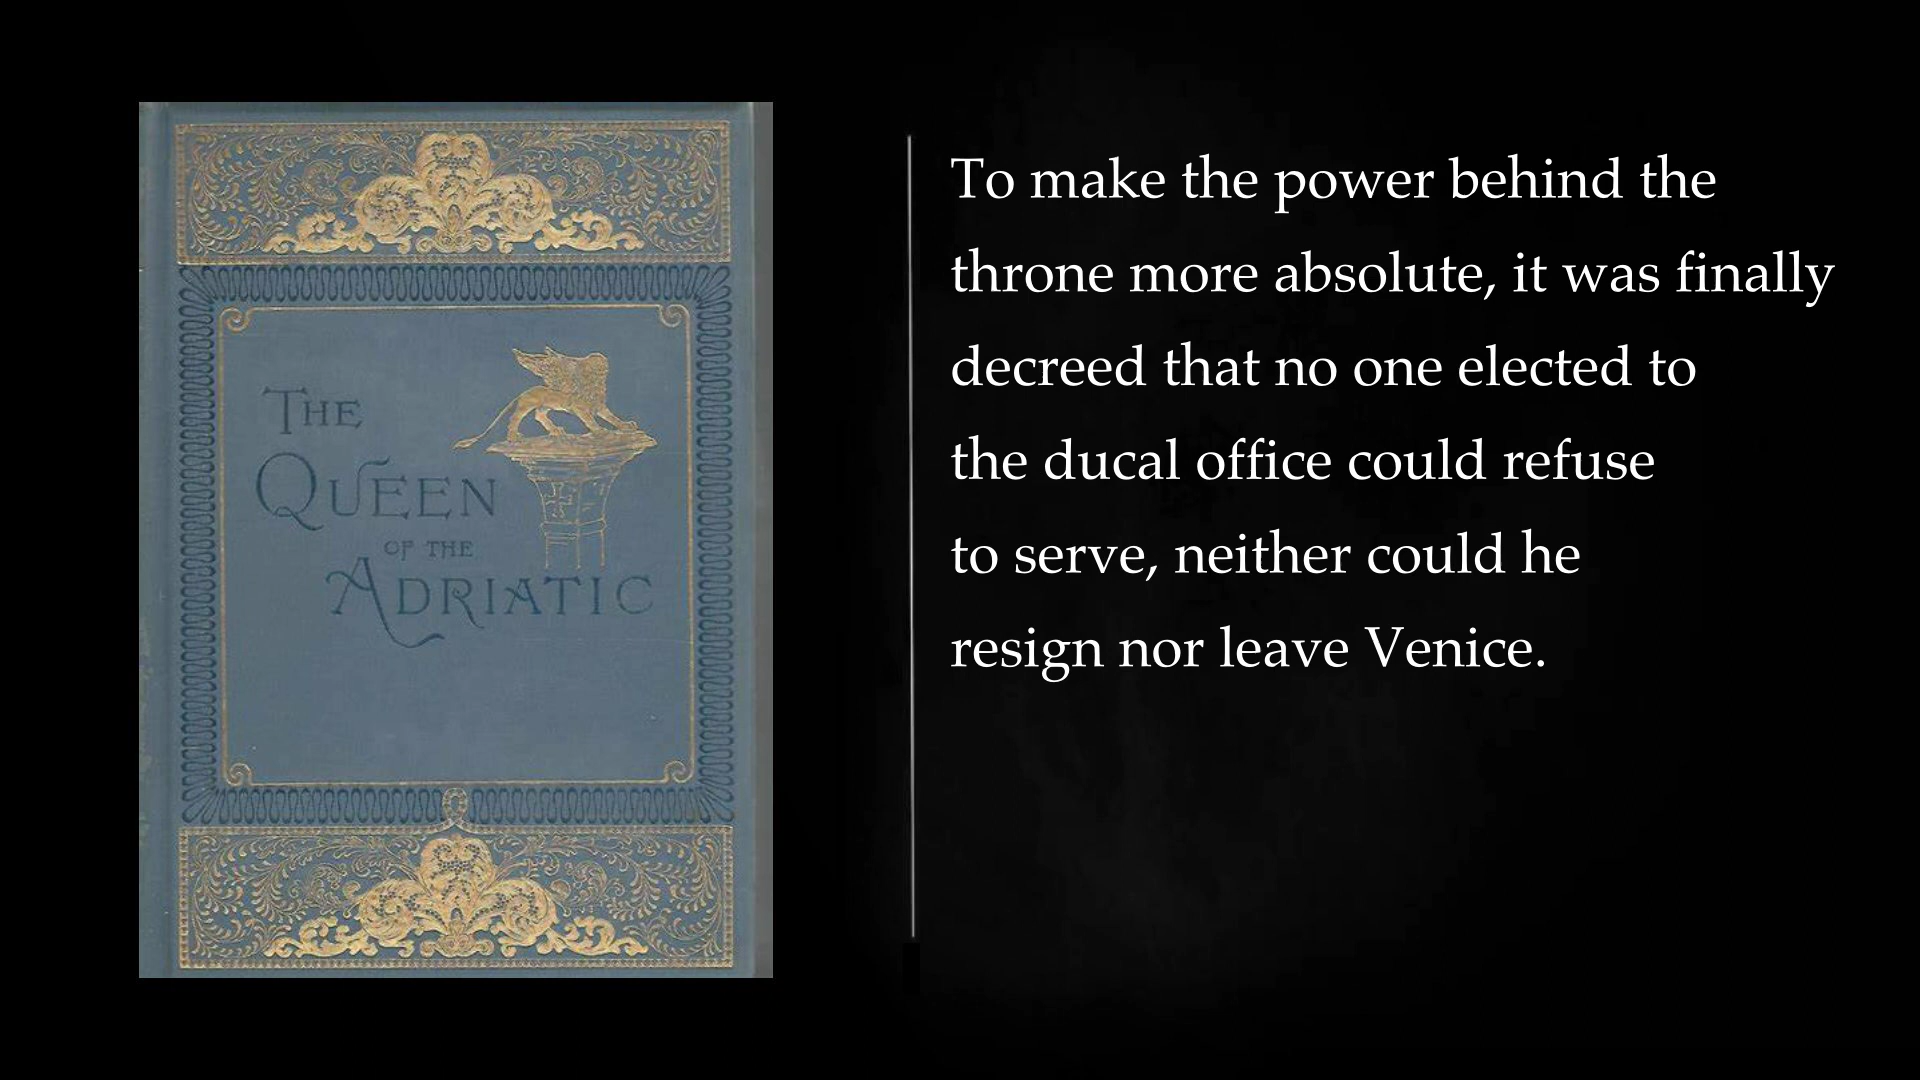 THE
QUEEN
OF THE
ADRIATIC
To make the power behind the
throne more absolute, it was finally
decreed that no one elected to
the ducal office could refuse
to serve, neither could he
resign nor leave Venice.